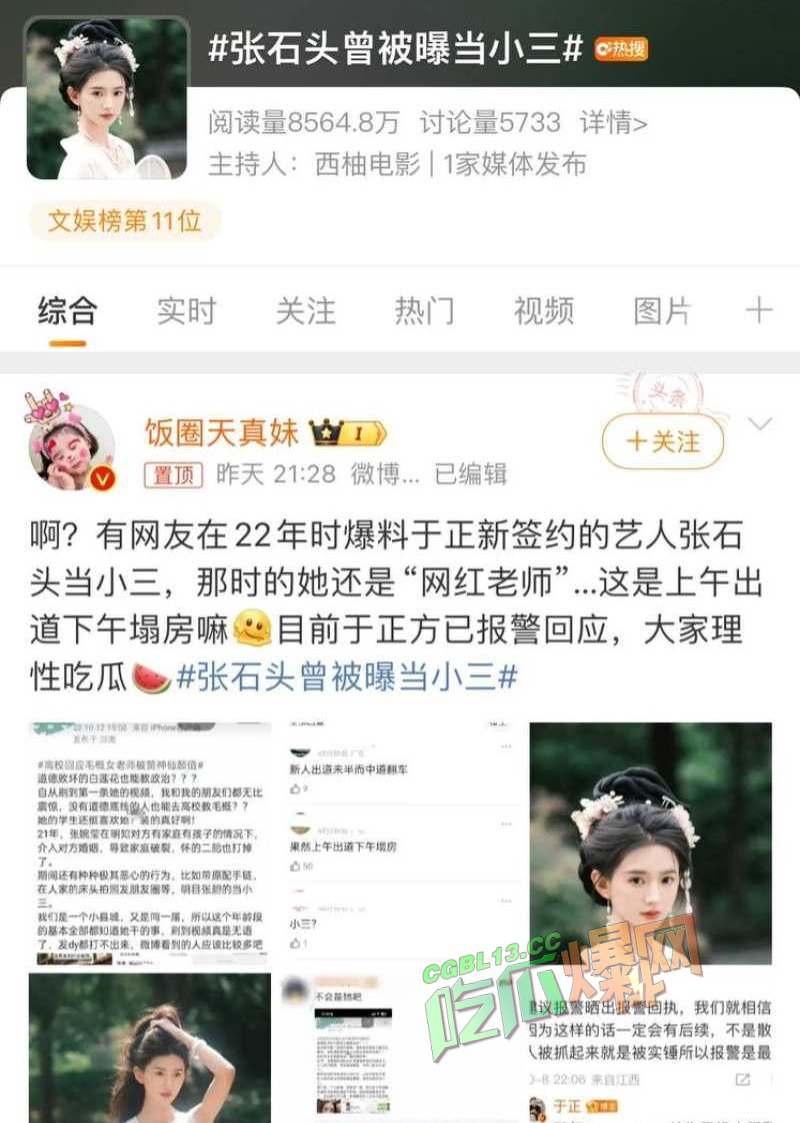 #张石头曾被曝当小三# 热搜
阅读量8564.8万 讨论量5733 详情>
主持人：西柚电影 | 1家媒体发布
文娱榜第11位
综合 实时 关注 热门 视频 图片 +
头条
饭圈天真妹 I
+关注
置顶 昨天 21:28 微博... 已编辑
啊？有网友在22年时爆料于正新签约的艺人张石
头当小三，那时的她还是“网红老师”...这是上午出
道下午塌房嘛🫠目前于正方已报警回应，大家理
性吃瓜🍉#张石头曾被曝当小三#
#高校回应毛概女老师被赞神仙颜值#
道德败坏的白莲花也能教政治？？？
自从刷到第一条她的视频，我和我的朋友们都无比
震惊，没有道德底线的人也能去高校教毛概？？
她的学生还挺喜欢她！装的真好啊！
21年，张婉莹在明知对方有家庭有孩子的情况下，
介入对方婚姻，导致家庭破裂，怀的二胎也打掉
了。
期间还有种种极其恶心的行为，比如带原配手链，
在人家的床头拍照发朋友圈等，明目张胆的当小
三。
我们是一个小县城，又是同一届，所以这个年龄段
的基本全部都知道她干的事，刷到视频真是无语
了，发dy都打不出来，微博看到的人应该比较多吧
新人出道未半而中道翻车
9
果然上午出道下午塌房
56
小三？
1
不会是她吧
CGBL13.CC
吃瓜爆网
建议报警晒出报警回执，我们就相信
因为这样的话一定会有后续，不是散
人被抓起来就是被实锤所以报警是最
0-8 22:06 来自江西
于正